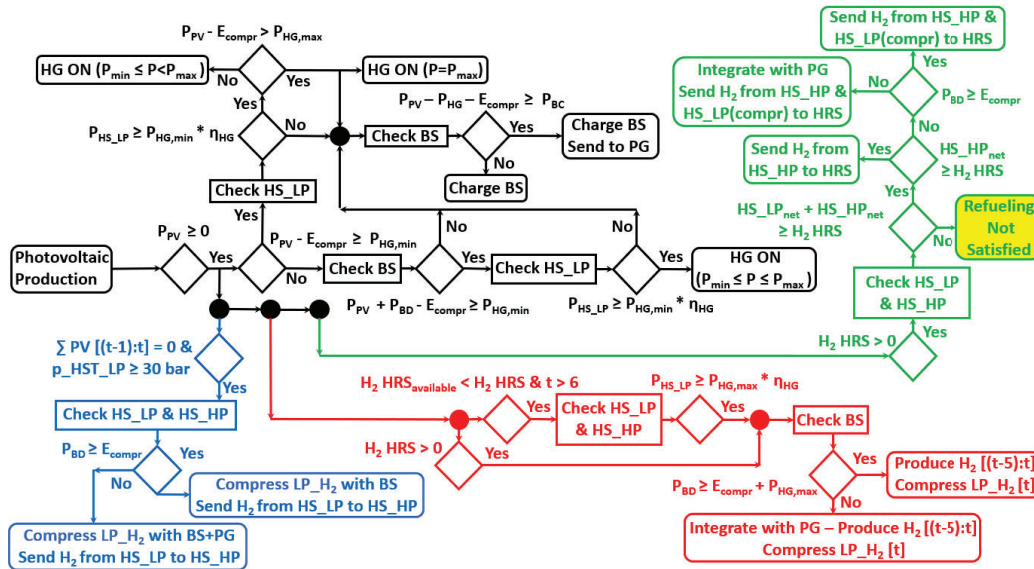 P_PV - E_compr > P_HG,max
HG ON (P_min ≤ P<P_max)
No
Yes
HG ON (P=P_max)
Yes
P_HS_LP ≥ P_HG,min * η_HG
No
Check BS
P_PV – P_HG - E_compr ≥ P_BC
Yes
Charge BS
Send to PG
No
Charge BS
Check HS_LP
Yes
P_PV ≥ 0
P_PV - E_compr ≥ P_HG,min
Photovoltaic
Production
Yes
No
Check BS
No
Yes
Check HS_LP
No
Yes
HG ON
(P_min ≤ P ≤ P_max)
P_PV + P_BD - E_compr ≥ P_HG,min
P_HS_LP ≥ P_HG,min * η_HG
Send H₂ from HS_HP &
HS_LP(compr) to HRS
Yes
Integrate with PG
Send H₂ from HS_HP &
HS_LP(compr) to HRS
No
P_BD ≥ E_compr
No
Send H₂ from
HS_HP to HRS
Yes
HS_HP_net
≥ H₂ HRS
Yes
HS_LP_net + HS_HP_net
≥ H₂ HRS
No
Refueling
Not
Satisfied
Yes
Check HS_LP
& HS_HP
Yes
H₂ HRS > 0
∑ PV [(t-1):t] = 0 &
p_HST_LP ≥ 30 bar
Yes
Check HS_LP & HS_HP
P_BD ≥ E_compr
Yes
No
Compress LP_H₂ with BS
Send H₂ from HS_LP to HS_HP
Compress LP_H₂ with BS+PG
Send H₂ from HS_LP to HS_HP
H₂ HRS_available < H₂ HRS & t > 6
P_HS_LP ≥ P_HG,max * η_HG
Yes
Check HS_LP
& HS_HP
Yes
Check BS
H₂ HRS > 0
Yes
Yes
Produce H₂ [(t-5):t]
Compress LP_H₂ [t]
P_BD ≥ E_compr + P_HG,max
No
Integrate with PG – Produce H₂ [(t-5):t]
Compress LP_H₂ [t]